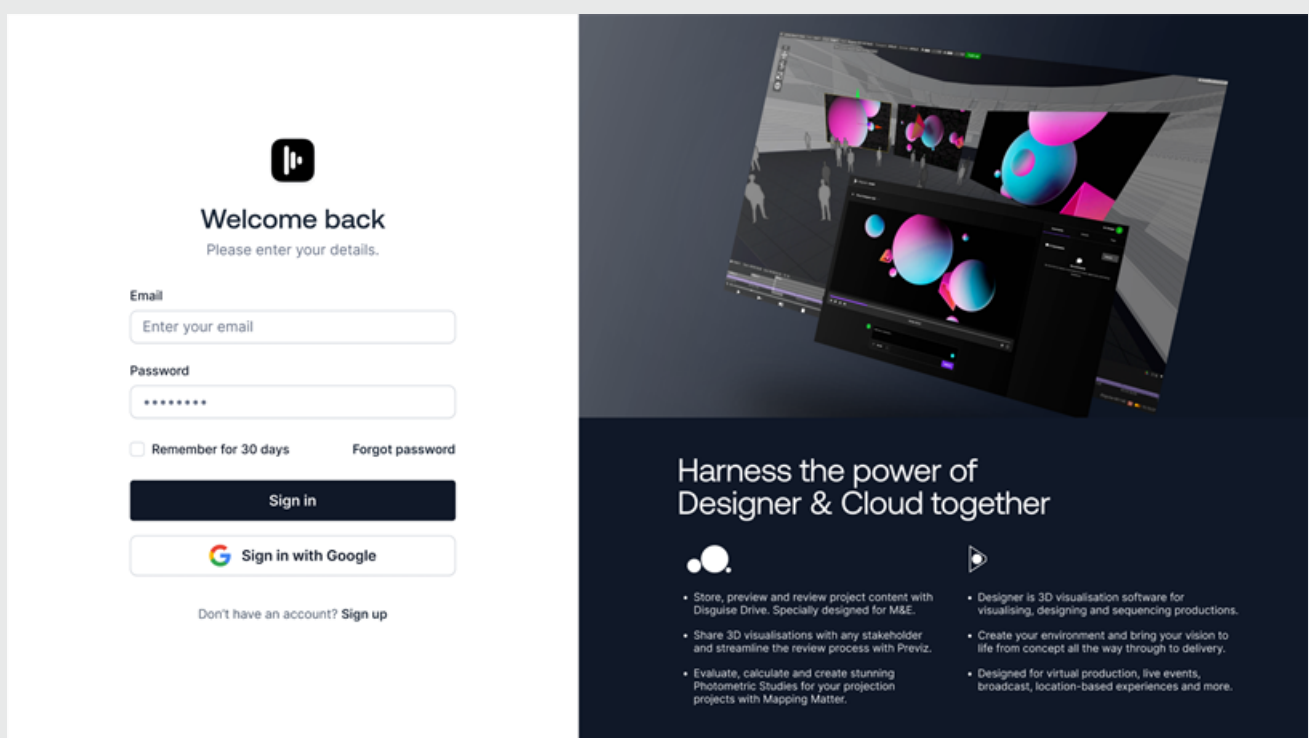 Welcome back
Please enter your details.
Email
Enter your email
Password
••••••••
Remember for 30 days
Forgot password
Sign in
Sign in with Google
Don't have an account? Sign up
Harness the power of
Designer & Cloud together
• Store, preview and review project content with
Disguise Drive. Specially designed for M&E.
• Share 3D visualisations with any stakeholder
and streamline the review process with Previz.
• Evaluate, calculate and create stunning
Photometric Studies for your projection
projects with Mapping Matter.
• Designer is 3D visualisation software for
visualising, designing and sequencing productions.
• Create your environment and bring your vision to
life from concept all the way through to delivery.
• Designed for virtual production, live events,
broadcast, location-based experiences and more.